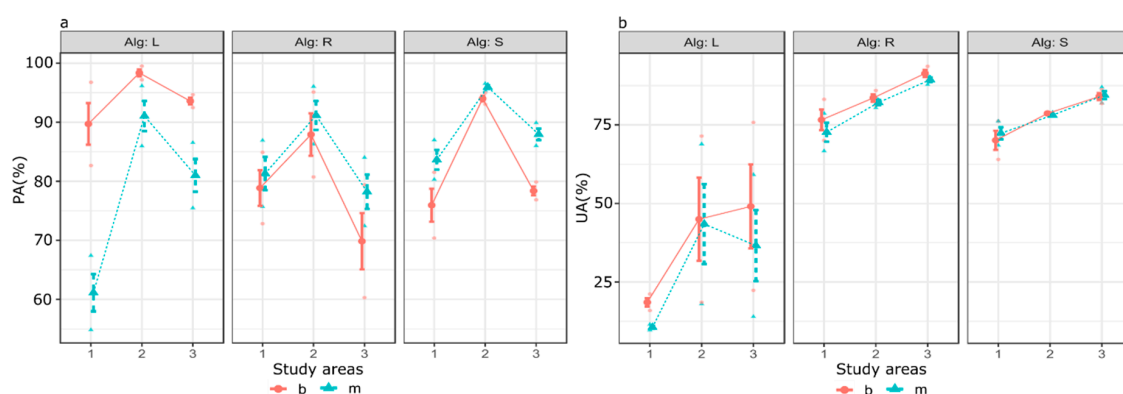 a
Alg: L Alg: R Alg: S
PA(%)
100
90
80
70
60
1 2 3 1 2 3 1 2 3
Study areas
b m
b
Alg: L Alg: R Alg: S
UA(%)
75
50
25
1 2 3 1 2 3 1 2 3
Study areas
b m